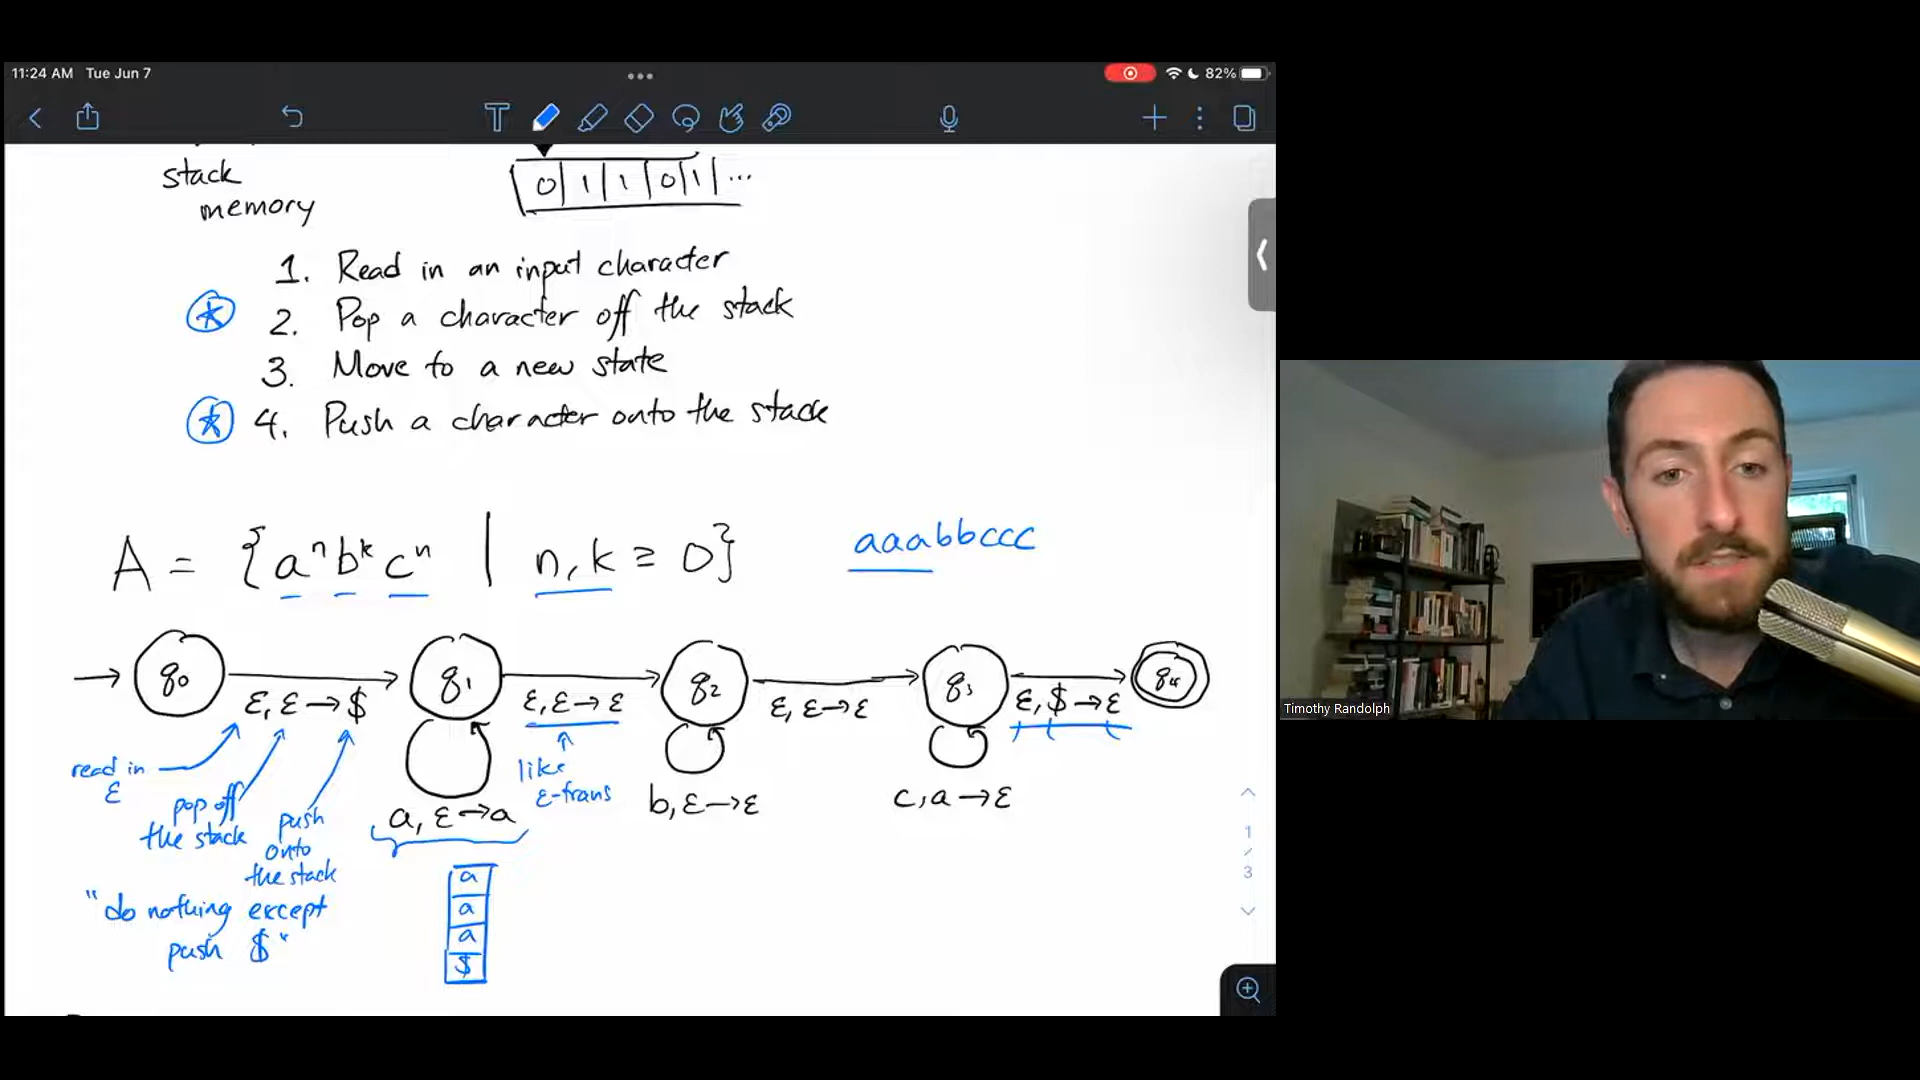 11:24 AM Tue Jun 7
82%
stack
memory
0 1 1 0 1 ...
1. Read in an input character
2. Pop a character off the stack
3. Move to a new state
4. Push a character onto the stack
A = {aⁿbᵏcⁿ | n,k ≥ 0}
aaabbccc
q₀
q₁
q₂
q₃
q₄
ε, ε → $
ε, ε → ε
ε, ε → ε
ε, $ → ε
a, ε → a
b, ε → ε
c, a → ε
read in
ε
pop off
the stack
push
onto
the stack
like
ε-trans
"do nothing except
push $"
a
a
a
$
1
/
3
Timothy Randolph